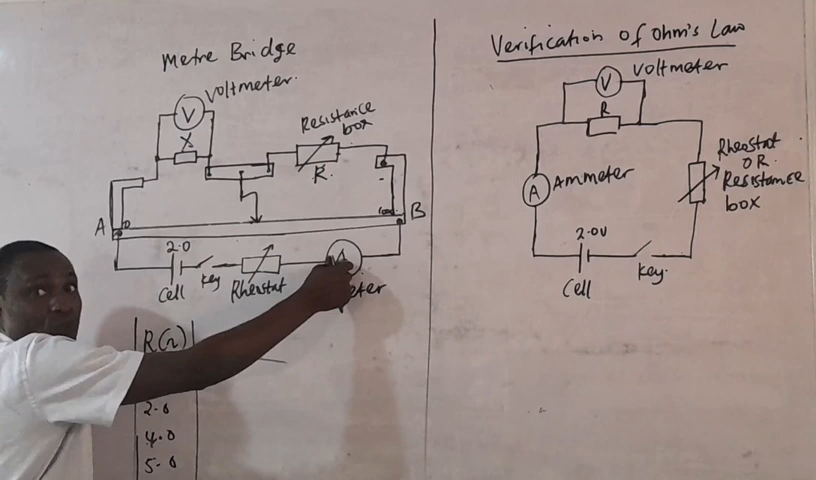 Metre Bridge
voltmeter.
V
X
Resistance
box
R
A
B
2.0
Cell
Key
Rheostat
R(Ω)
2.0
4.0
5.0
Verification of ohm's Law
voltmeter
V
R
A
Ammeter
Rheostat
OR
Resistance
box
2.0V
Cell
Key.